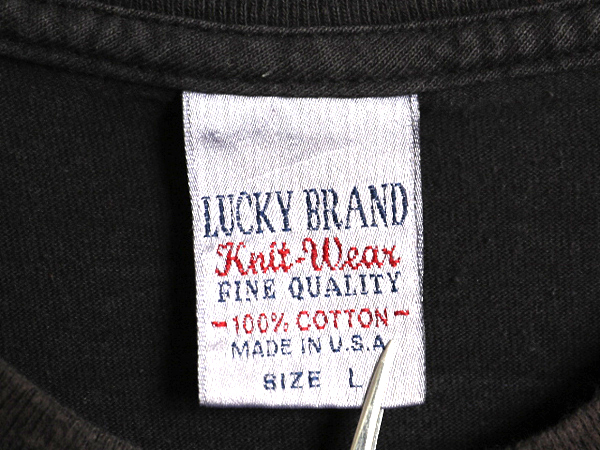 LUCKY BRAND
Knit-Wear
FINE QUALITY
-100% COTTON-
MADE IN U.S.A
SIZE L